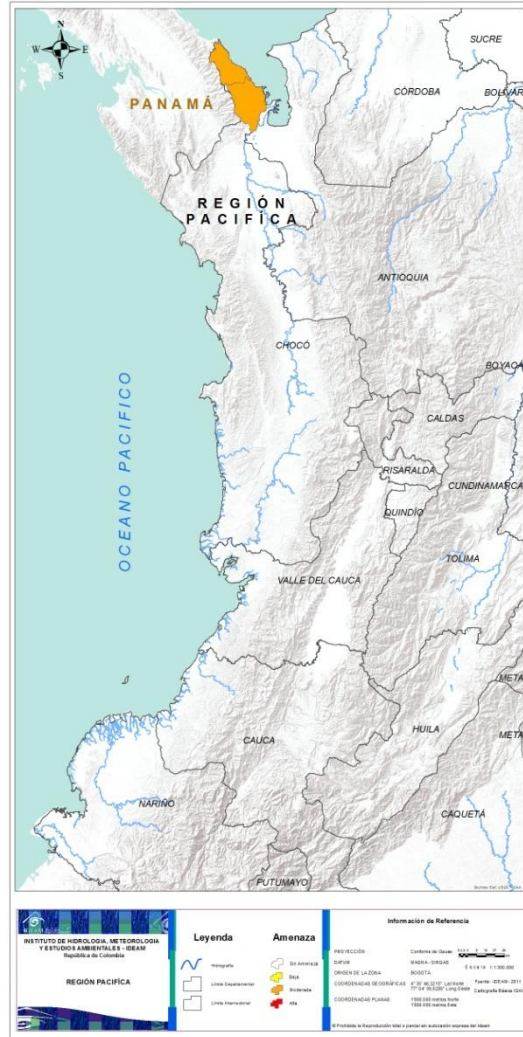 N
W E
S
SUCRE
PANAMÁ
CÓRDOBA
BOLÍVAR
REGIÓN
PACIFÍCA
ANTIOQUIA
CHOCÓ
BOYACÁ
OCEANO PACIFICO
CALDAS
RISARALDA
CUNDINAMARCA
QUINDÍO
TOLIMA
VALLE DEL CAUCA
META
HUILA
CAUCA
META
NARIÑO
CAQUETÁ
PUTUMAYO
INSTITUTO DE HIDROLOGIA, METEOROLOGIA
Y ESTUDIOS AMBIENTALES - IDEAM
República de Colombia
REGIÓN PACIFÍCA
Leyenda
Hidrografía
Límite Departamental
Límite Internacional
Amenaza
Sin Amenaza
Baja
Moderada
Alta
Información de Referencia
PROYECCIÓN Conforme de Gauss
DATUM MAGNA-SIRGAS
ORIGEN DE LA ZONA BOGOTÁ
COORDENADAS GEOGRÁFICAS
COORDENADAS PLANAS
Fuente: IDEAM- 2011
Cartografía Básica IGAC